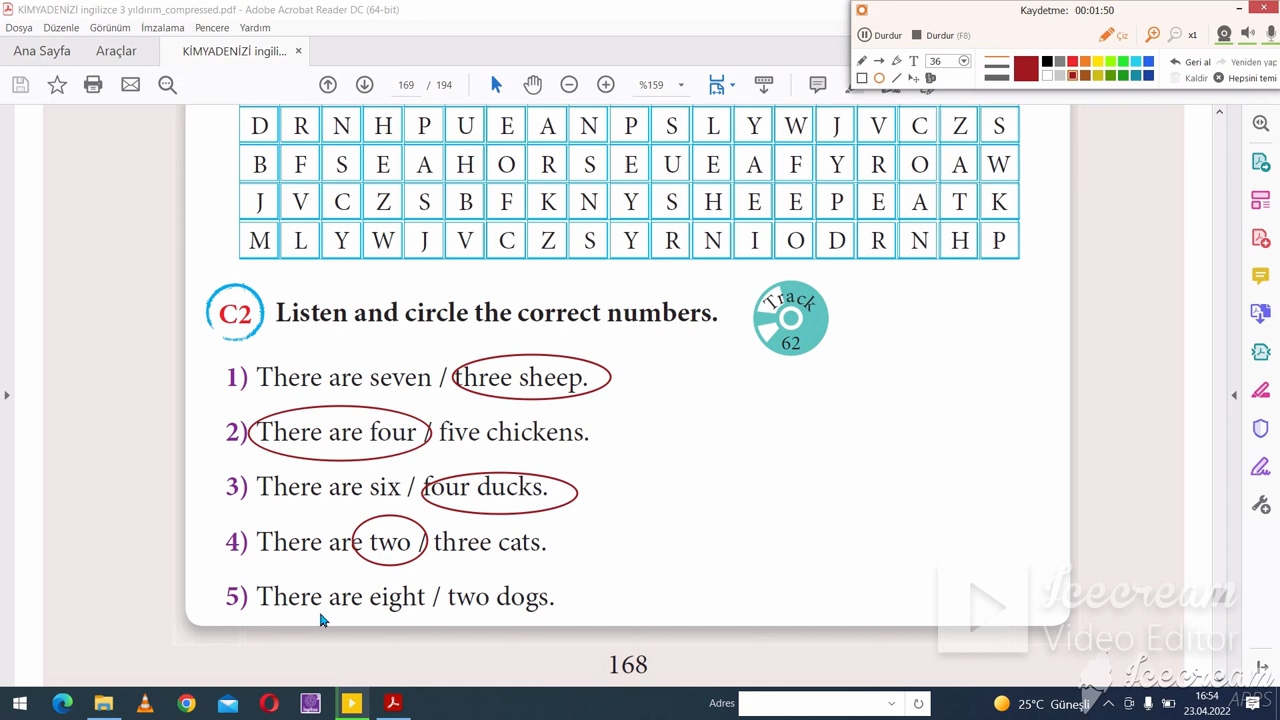 KİMYADENİZİ ingilizce 3 yıldırım_compressed.pdf - Adobe Acrobat Reader DC (64-bit)
Kaydetme: 00:01:50
Dosya Düzenle Görünüm İmzalama Pencere Yardım
Durdur Durdur (F8) Çiz x1
Ana Sayfa Araçlar KİMYADENİZİ ingili... ×
T 36 Geri al Yeniden yap
Kaldır Hepsini temi
169 / 194 %159
D R N H P U E A N P S L Y W J V C Z S
B F S E A H O R S E U E A F Y R O A W
J V C Z S B F K N Y S H E E P E A T K
M L Y W J V C Z S Y R N I O D R N H P
C2 Listen and circle the correct numbers. Track 62
1) There are seven / three sheep.
2) There are four / five chickens.
3) There are six / four ducks.
4) There are two / three cats.
5) There are eight / two dogs.
168
Icecream
Video Editor
Icecream
APPS
Adres 25°C Güneşli 16:54
23.04.2022